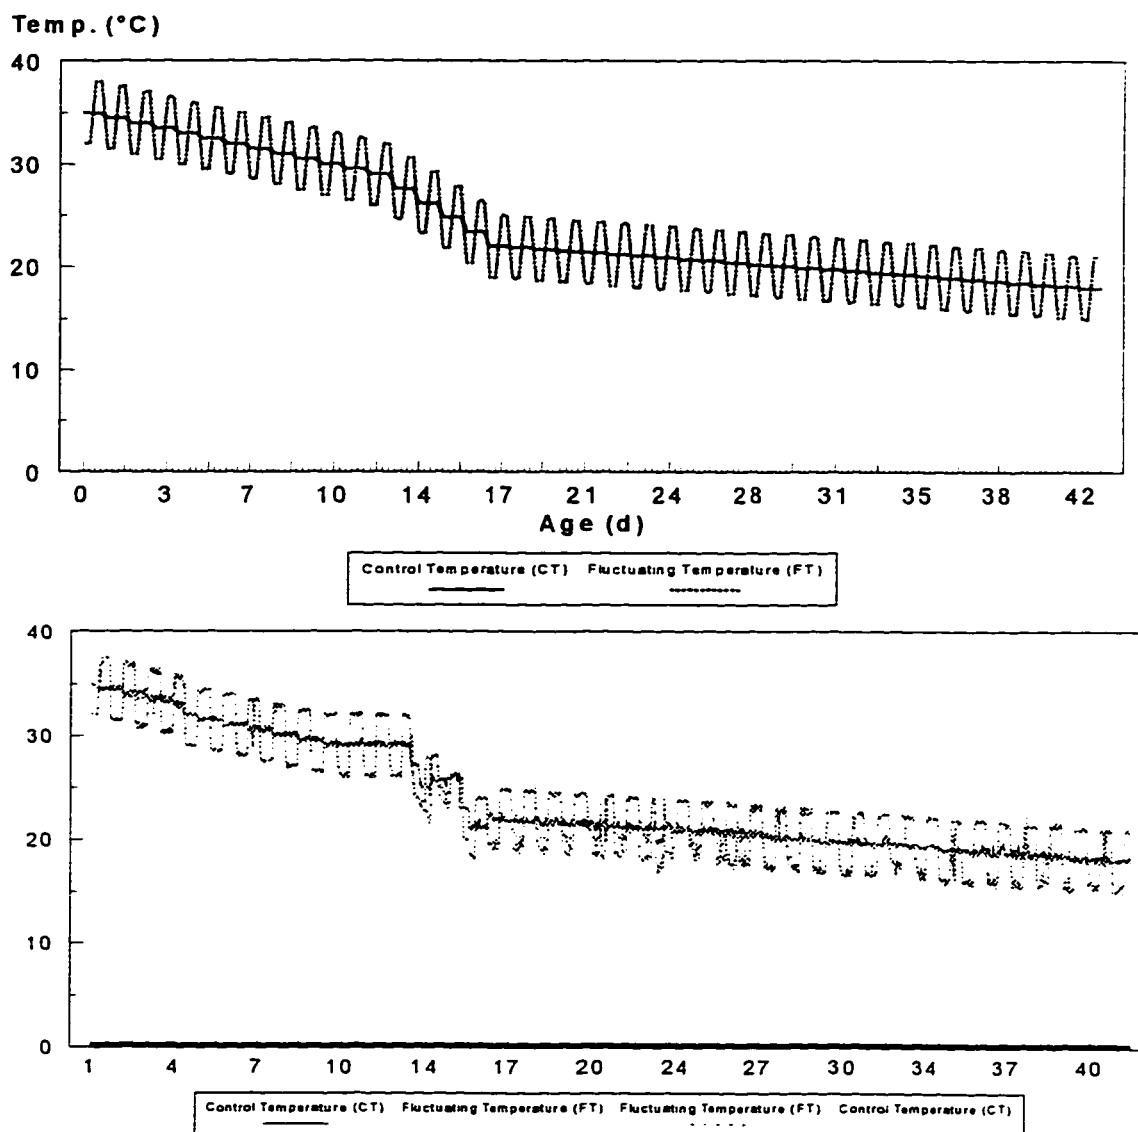 Temp. (°C)
40
30
20
10
0
0 3 7 10 14 17 21 24 28 31 35 38 42
Age (d)
Control Temperature (CT) Fluctuating Temperature (FT)
40
30
20
10
0
1 4 7 10 14 17 20 24 27 30 34 37 40
Control Temperature (CT) Fluctuating Temperature (FT) Fluctuating Temperature (FT) Control Temperature (CT)